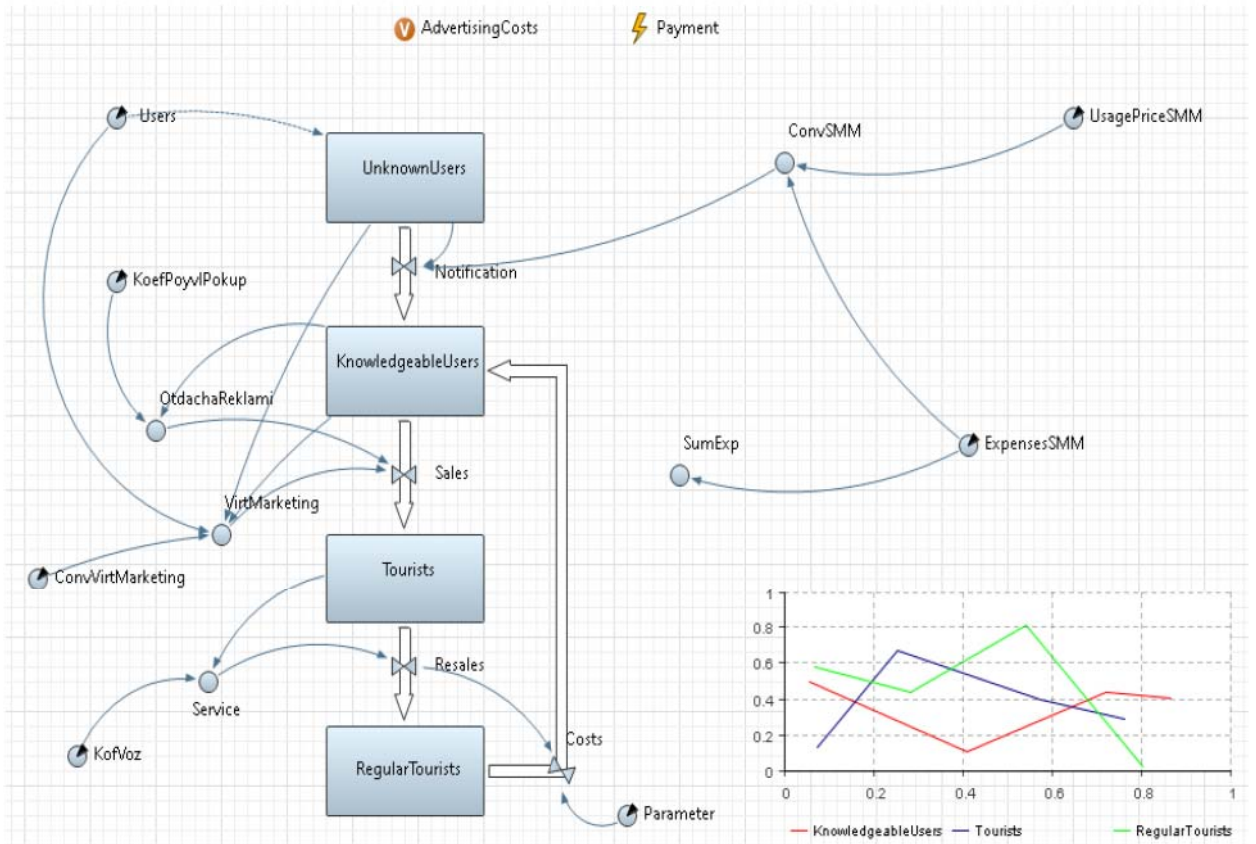 V AdvertisingCosts
Payment
Users
UsagePriceSMM
ConvSMM
UnknownUsers
Notification
KoefPoyvlPokup
KnowledgeableUsers
OtdachaReklami
SumExp
ExpensesSMM
Sales
VirtMarketing
Tourists
ConvVirtMarketing
Resales
Service
Costs
KofVoz
RegularTourists
Parameter
1
0.8
0.6
0.4
0.2
0
0 0.2 0.4 0.6 0.8 1
KnowledgeableUsers Tourists RegularTourists